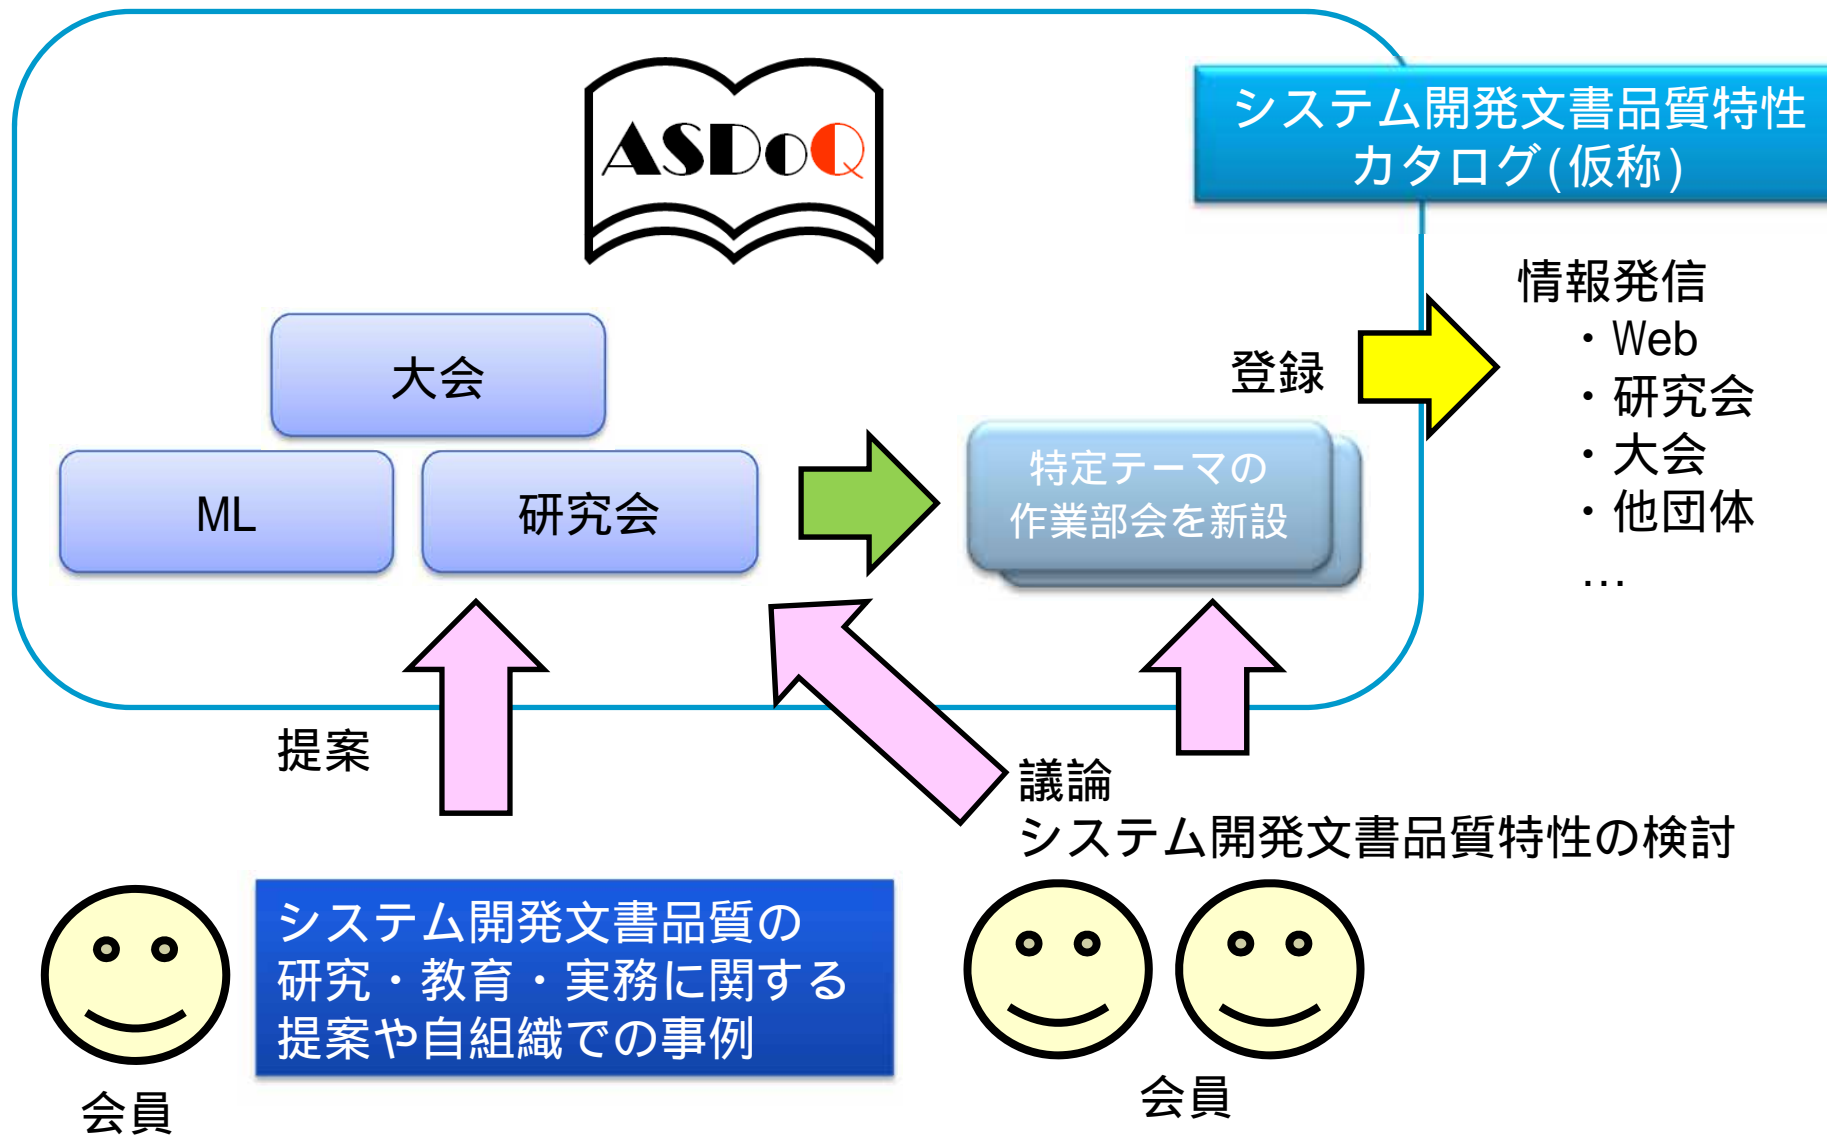 ASDoQ
システム開発文書品質特性
カタログ(仮称)
情報発信
・Web
・研究会
・大会
・他団体
…
登録
大会
ML
研究会
特定テーマの
作業部会を新設
提案
議論
システム開発文書品質特性の検討
システム開発文書品質の
研究・教育・実務に関する
提案や自組織での事例
会員
会員